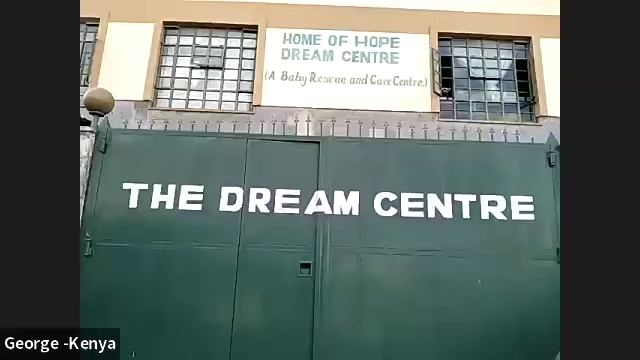 HOME OF HOPE
DREAM CENTRE
(A Baby Rescue and Care Centre)
THE DREAM CENTRE
George -Kenya